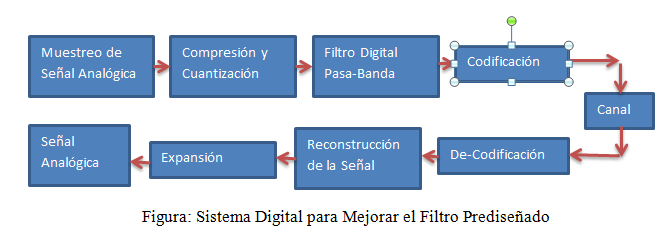 Muestreo de
Señal Analógica
Compresión y
Cuantización
Filtro Digital
Pasa-Banda
Codificación
Canal
De-Codificación
Reconstrucción
de la Señal
Expansión
Señal
Analógica
Figura: Sistema Digital para Mejorar el Filtro Prediseñado